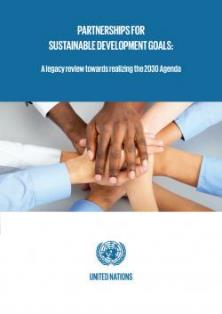 PARTNERSHIPS FOR
SUSTAINABLE DEVELOPMENT GOALS:
A legacy review towards realizing the 2030 Agenda
UNITED NATIONS